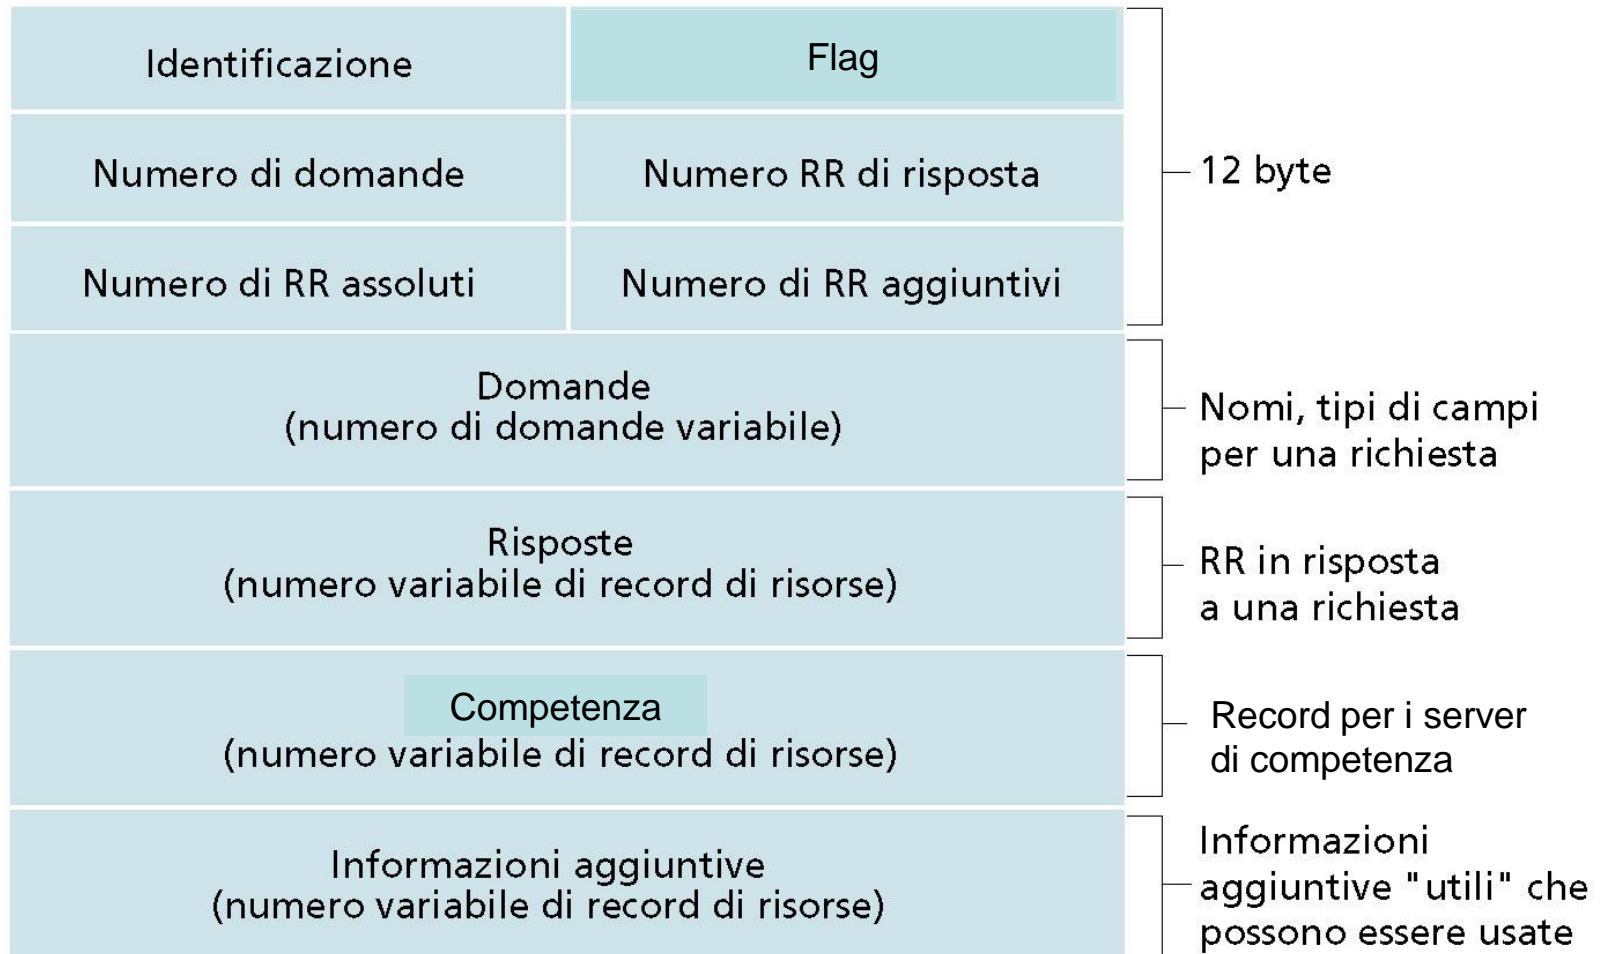 Identificazione
Flag
Numero di domande
Numero RR di risposta
12 byte
Numero di RR assoluti
Numero di RR aggiuntivi
Domande
(numero di domande variabile)
Nomi, tipi di campi
per una richiesta
Risposte
(numero variabile di record di risorse)
RR in risposta
a una richiesta
Competenza
(numero variabile di record di risorse)
Record per i server
di competenza
Informazioni aggiuntive
(numero variabile di record di risorse)
Informazioni
aggiuntive "utili" che
possono essere usate